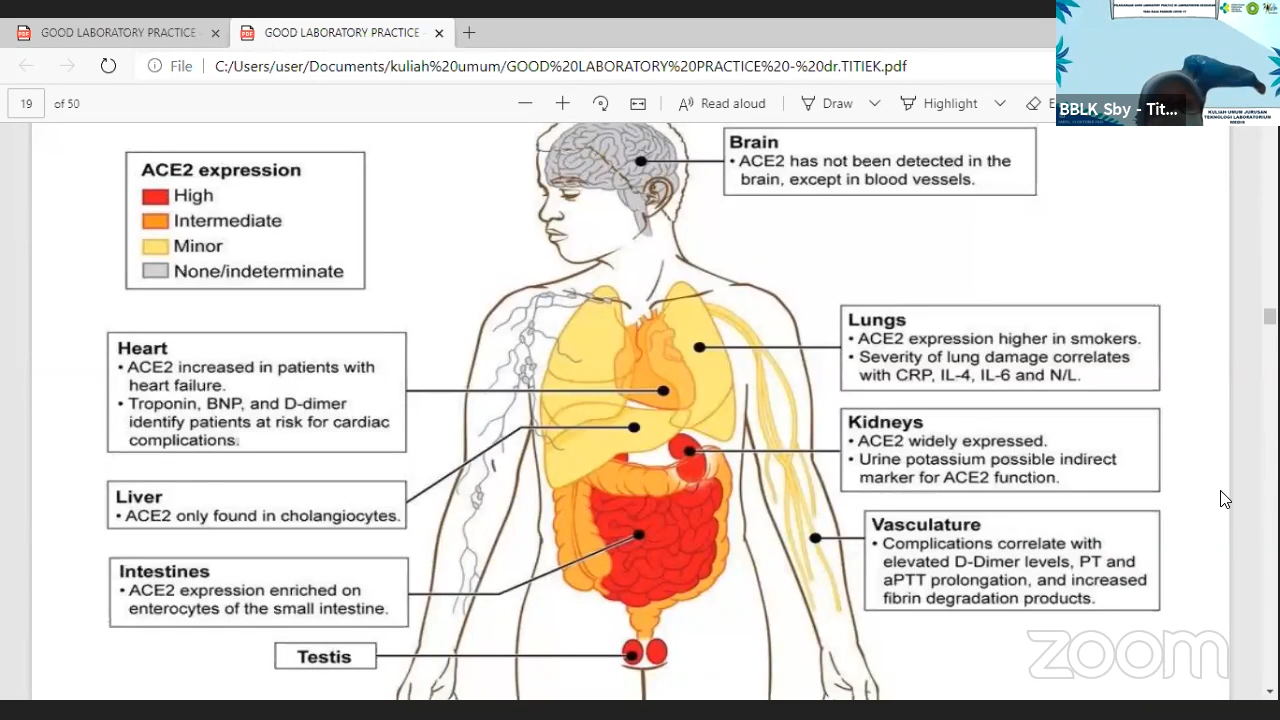 GOOD LABORATORY PRACTICE -
GOOD LABORATORY PRACTICE -
File
C:/Users/user/Documents/kuliah%20umum/GOOD%20LABORATORY%20PRACTICE%20-%20dr.TITIEK.pdf
19 of 50
Read aloud
Draw
Highlight
E
BBLK Sby - Tit...
KULIAH UMUM JURUSAN
TEKNOLOGI LABORATORIUM
MEDIS
ACE2 expression
High
Intermediate
Minor
None/indeterminate
Brain
• ACE2 has not been detected in the
brain, except in blood vessels.
Heart
• ACE2 increased in patients with
heart failure.
• Troponin, BNP, and D-dimer
identify patients at risk for cardiac
complications.
Liver
• ACE2 only found in cholangiocytes.
Intestines
• ACE2 expression enriched on
enterocytes of the small intestine.
Testis
Lungs
• ACE2 expression higher in smokers.
• Severity of lung damage correlates
with CRP, IL-4, IL-6 and N/L.
Kidneys
• ACE2 widely expressed.
• Urine potassium possible indirect
marker for ACE2 function.
Vasculature
• Complications correlate with
elevated D-Dimer levels, PT and
aPTT prolongation, and increased
fibrin degradation products.
zoom